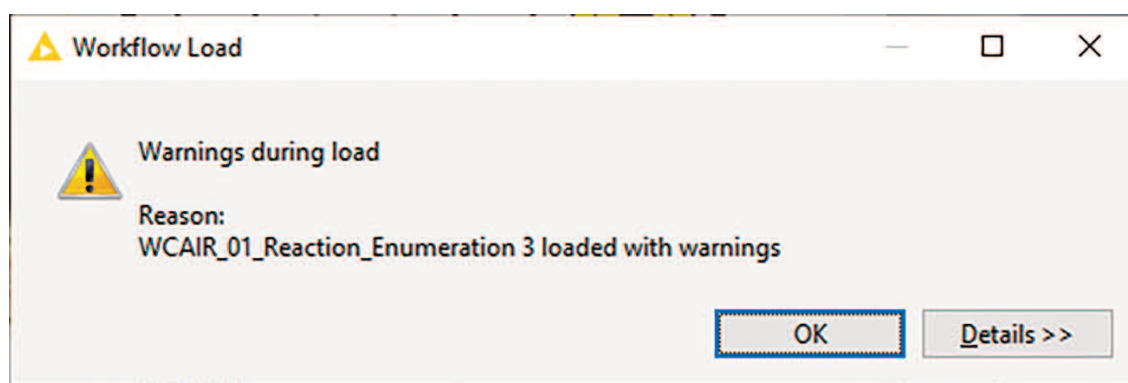 Workflow Load
Warnings during load
Reason:
WCAIR_01_Reaction_Enumeration 3 loaded with warnings
OK
Details >>